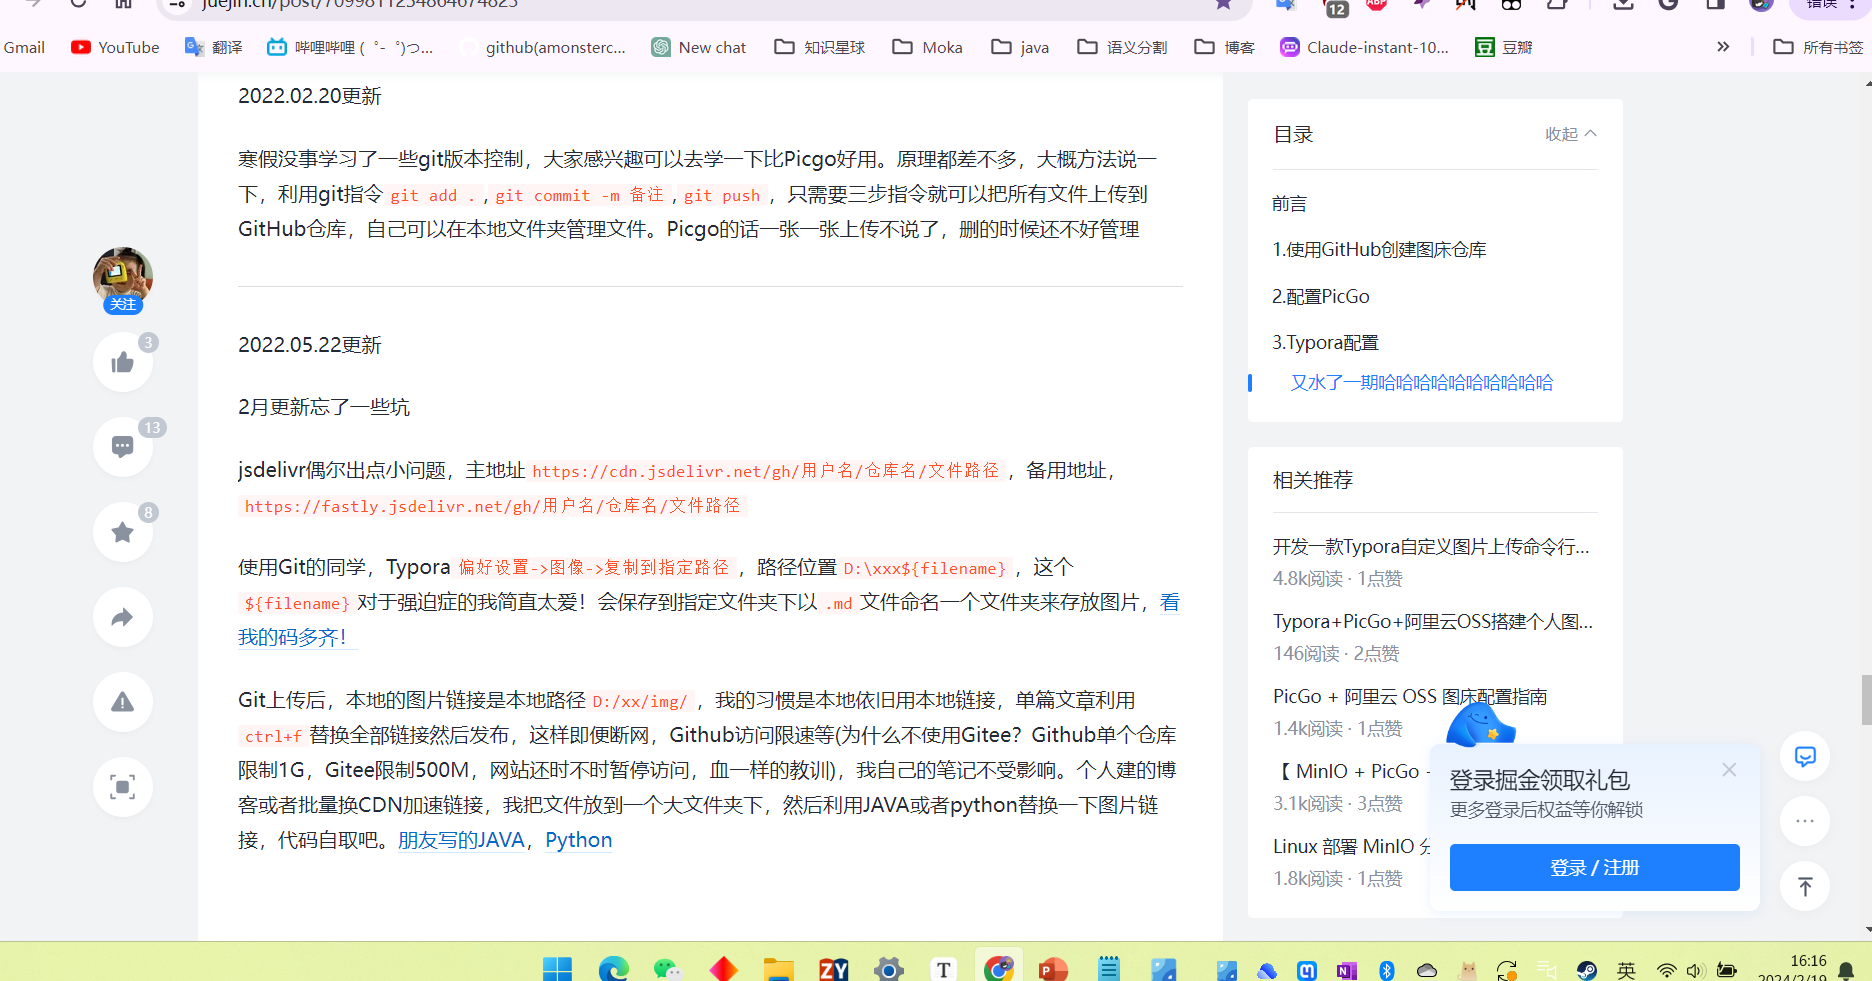 juejin.cn/post/7099811254864674823
12
ABP
错误
Gmail
YouTube
翻译
哔哩哔哩 ( ゜- ゜)つ...
github(amonsterc...
New chat
知识星球
Moka
java
语义分割
博客
Claude-instant-10...
豆瓣
所有书签
2022.02.20更新
寒假没事学习了一些git版本控制，大家感兴趣可以去学一下比Picgo好用。原理都差不多，大概方法说一
下，利用git指令 git add . , git commit -m 备注 , git push ，只需要三步指令就可以把所有文件上传到
GitHub仓库，自己可以在本地文件夹管理文件。Picgo的话一张一张上传不说了，删的时候还不好管理
关注
3
13
8
2022.05.22更新
2月更新忘了一些坑
jsdelivr偶尔出点小问题，主地址 https://cdn.jsdelivr.net/gh/用户名/仓库名/文件路径 ，备用地址，
https://fastly.jsdelivr.net/gh/用户名/仓库名/文件路径
使用Git的同学，Typora 偏好设置->图像->复制到指定路径 ，路径位置 D:\xxx${filename} ，这个
${filename} 对于强迫症的我简直太爱！会保存到指定文件夹下以 .md 文件命名一个文件夹来存放图片，看
我的码多齐！
Git上传后，本地的图片链接是本地路径 D:/xx/img/ ，我的习惯是本地依旧用本地链接，单篇文章利用
ctrl+f 替换全部链接然后发布，这样即便断网，Github访问限速等(为什么不使用Gitee？Github单个仓库
限制1G，Gitee限制500M，网站还时不时暂停访问，血一样的教训)，我自己的笔记不受影响。个人建的博
客或者批量换CDN加速链接，我把文件放到一个大文件夹下，然后利用JAVA或者python替换一下图片链
接，代码自取吧。朋友写的JAVA，Python
目录
收起
前言
1.使用GitHub创建图床仓库
2.配置PicGo
3.Typora配置
又水了一期哈哈哈哈哈哈哈哈哈哈
相关推荐
开发一款Typora自定义图片上传命令行...
4.8k阅读 · 1点赞
Typora+PicGo+阿里云OSS搭建个人图...
146阅读 · 2点赞
PicGo + 阿里云 OSS 图床配置指南
1.4k阅读 · 1点赞
【 MinIO + PicGo
3.1k阅读 · 3点赞
Linux 部署 MinIO 分
1.8k阅读 · 1点赞
登录掘金领取礼包
更多登录后权益等你解锁
登录 / 注册
ZY
T
P
N
英
16:16
2024/2/19